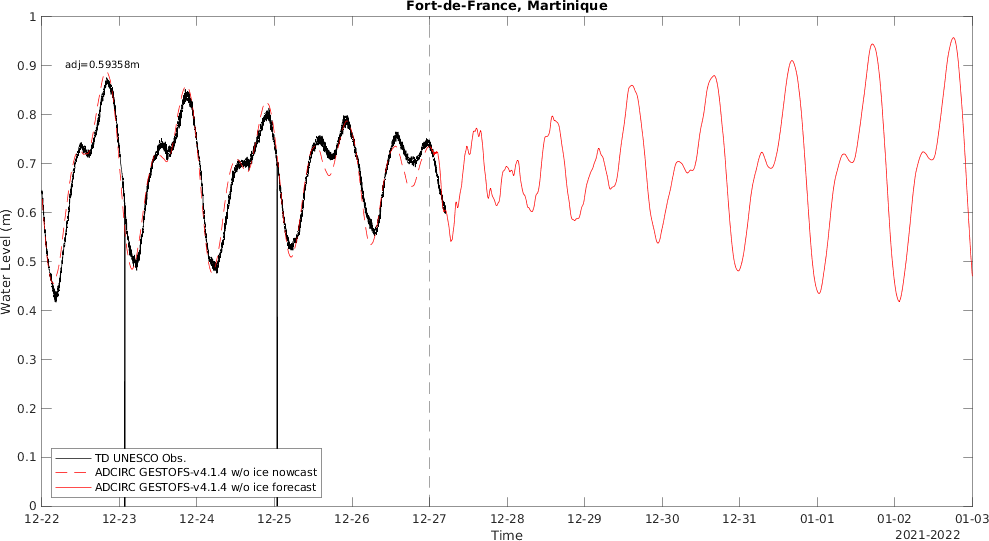 Fort-de-France, Martinique
1
0.9
0.8
0.7
0.6
0.5
0.4
0.3
0.2
0.1
0
adj=0.59358m
Water Level (m)
TD UNESCO Obs.
ADCIRC GESTOFS-v4.1.4 w/o ice nowcast
ADCIRC GESTOFS-v4.1.4 w/o ice forecast
12-22 12-23 12-24 12-25 12-26 12-27 12-28 12-29 12-30 12-31 01-01 01-02 01-03
Time
2021-2022